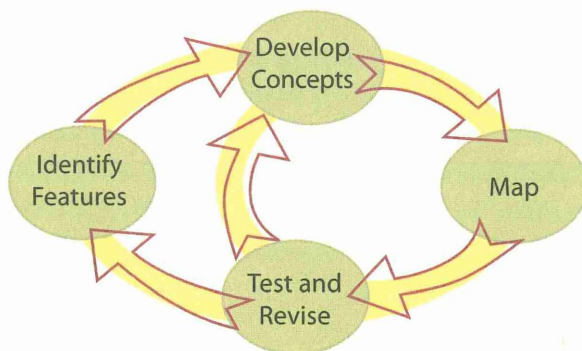 Develop
Concepts
Identify
Features
Map
Test and
Revise